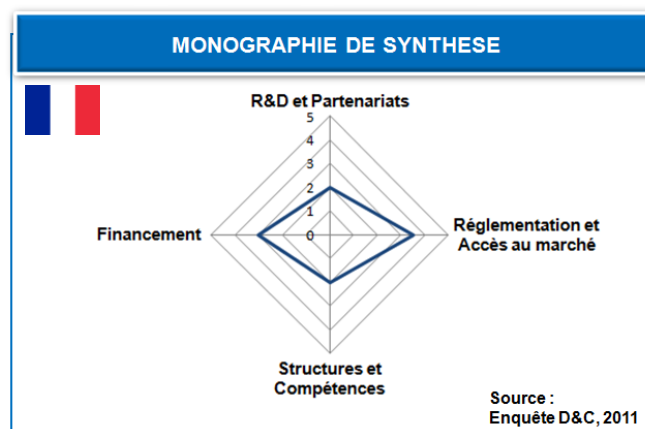 MONOGRAPHIE DE SYNTHESE
R&D et Partenariats
5
4
3
2
1
0
Financement
Réglementation et
Accès au marché
Structures et
Compétences
Source :
Enquête D&C, 2011